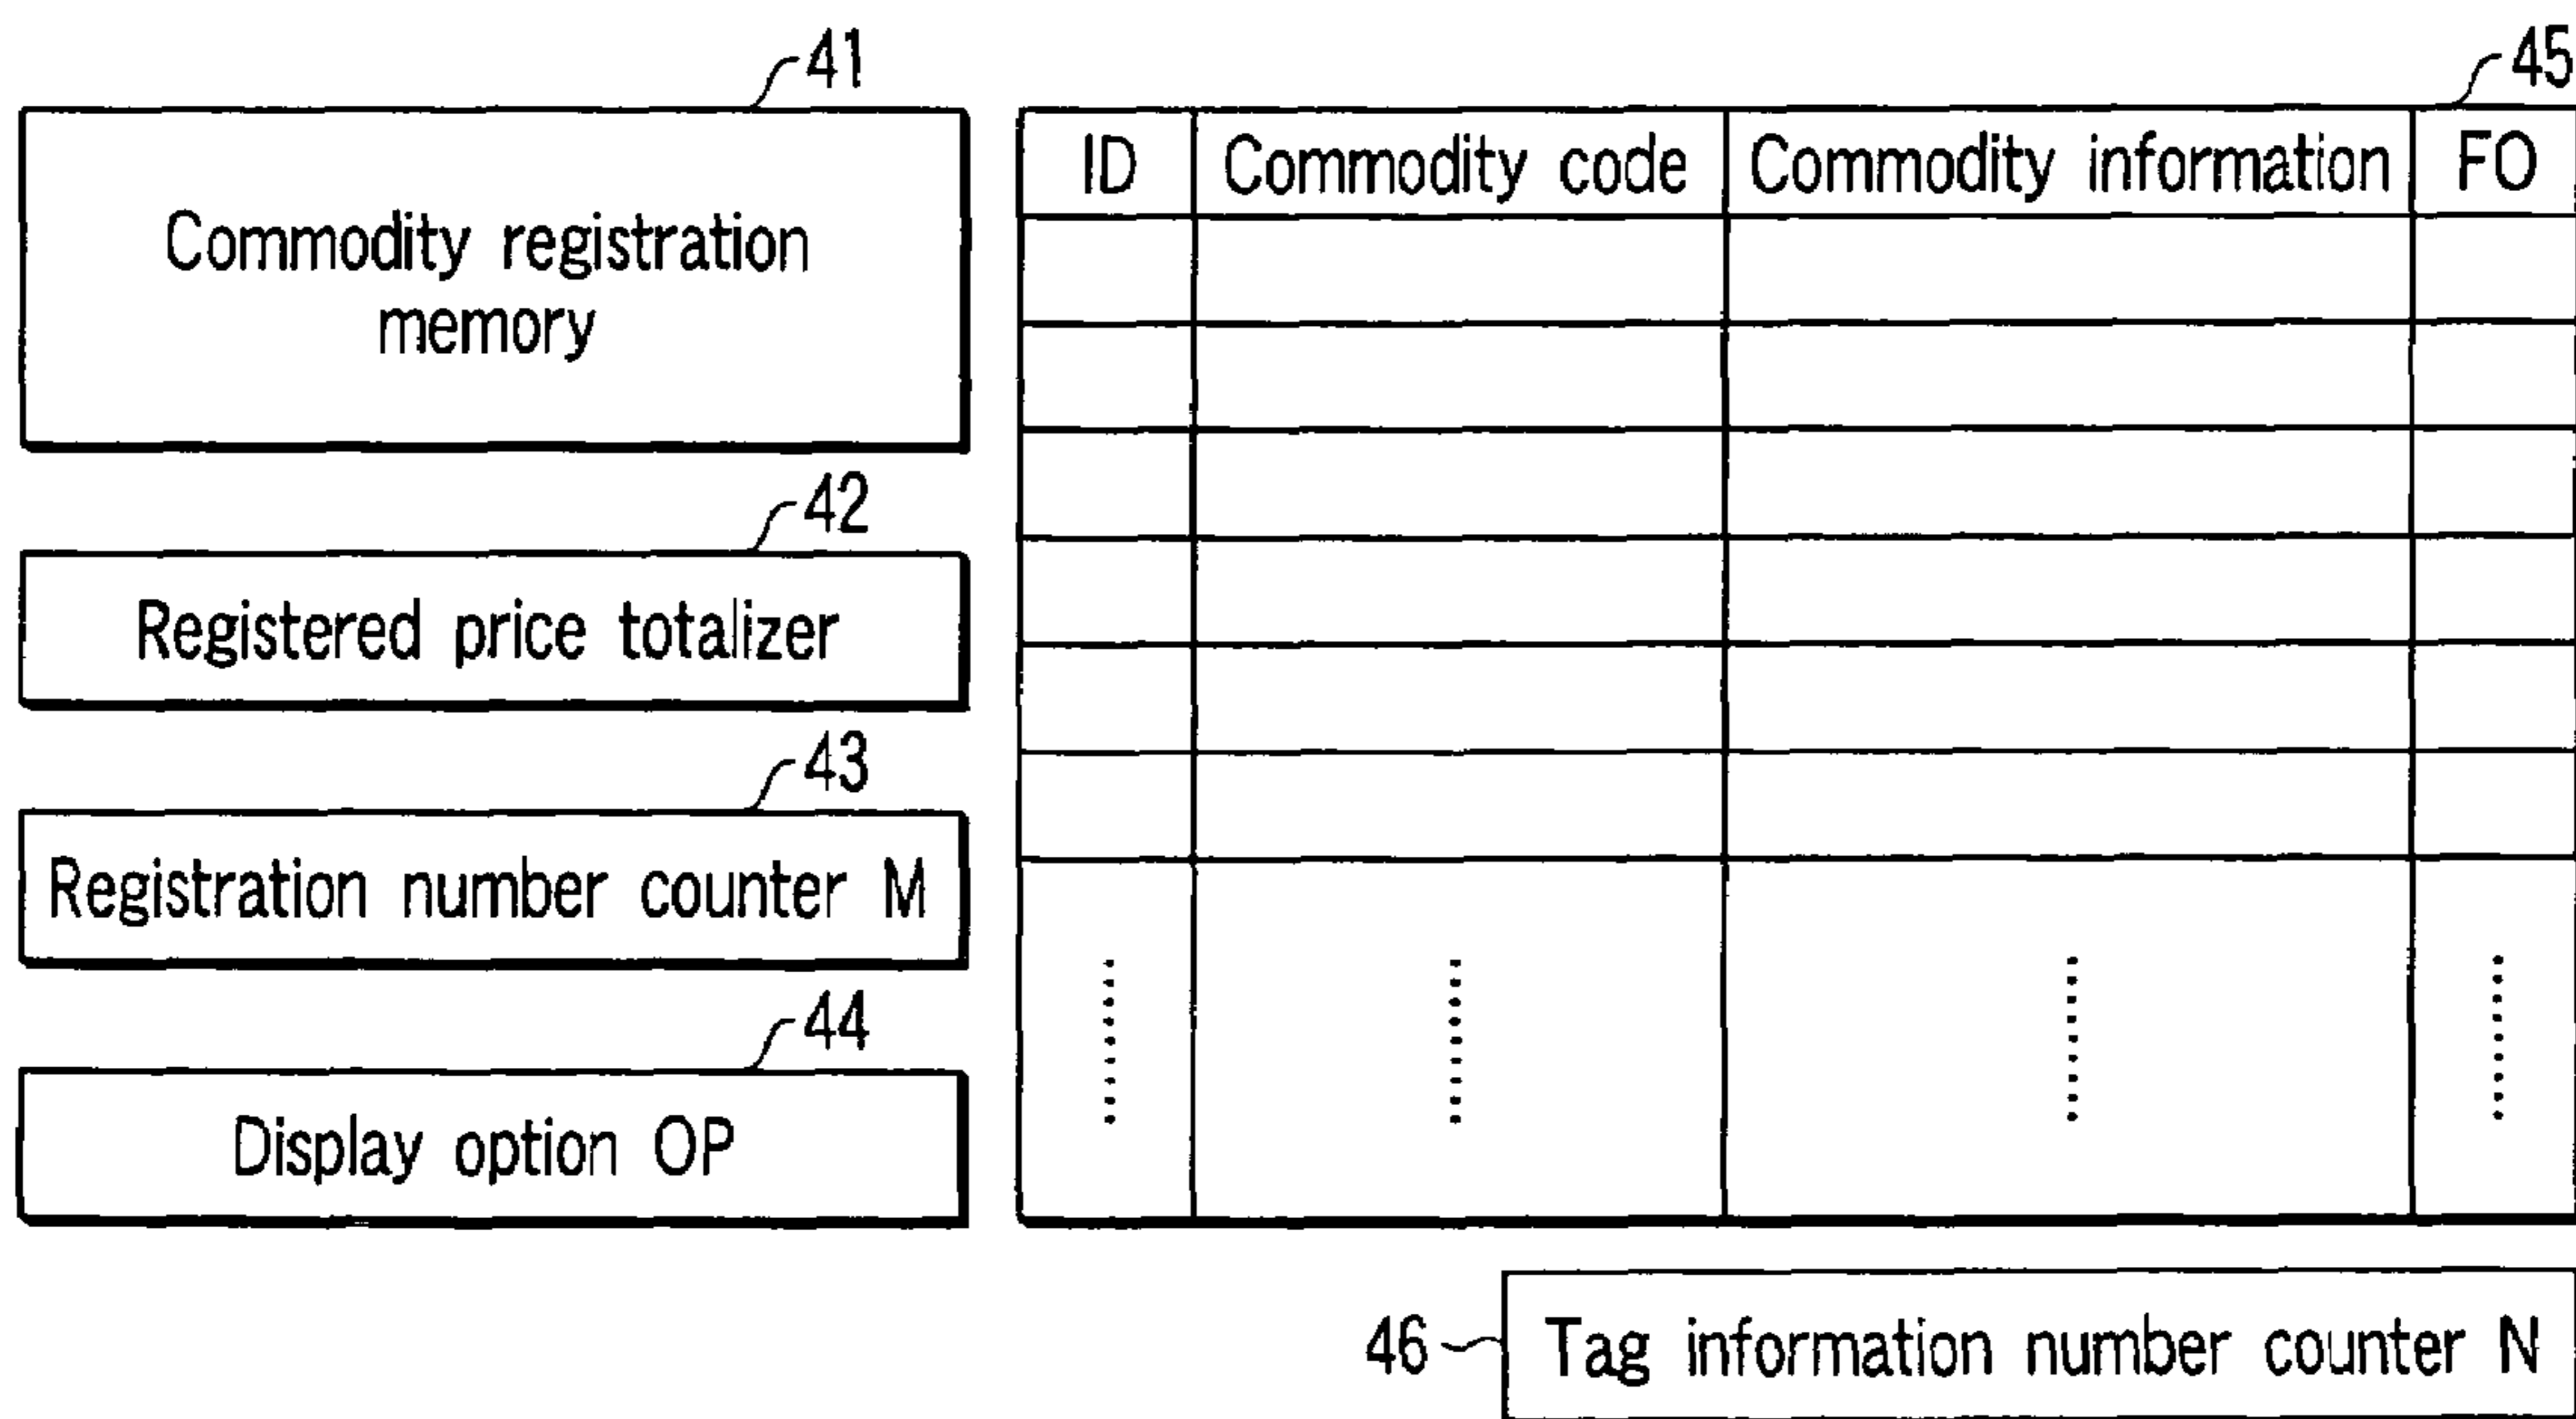 41
Commodity registration
memory
42
Registered price totalizer
43
Registration number counter M
44
Display option OP
45
ID Commodity code Commodity information FO
46 Tag information number counter N